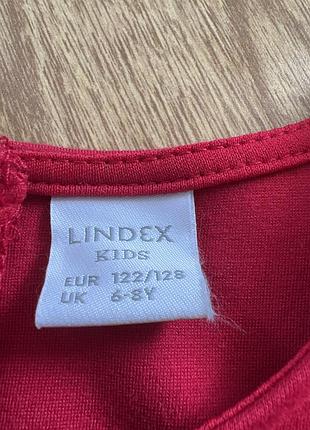 LINDEX
KIDS
EUR 122/128
UK 6-8Y